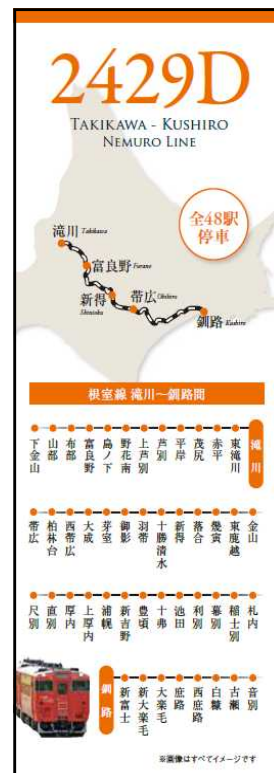 2429D
TAKIKAWA - KUSHIRO
NEMURO LINE
全48駅
停車
滝川 Takikawa
富良野 Furano
新得
Shintoku
帯広 Obihiro
釧路 Kushiro
根室線 滝川～釧路間
滝川
東滝川
赤平
茂尻
平岸
芦別
上芦別
野花南
島ノ下
富良野
布部
山部
下金山
金山
東鹿越
幾寅
落合
新得
十勝清水
羽帯
御影
芽室
大成
西帯広
柏林台
帯広
札内
稲士別
幕別
利別
池田
十弗
豊頃
新吉野
浦幌
上厚内
厚内
直別
尺別
音別
古瀬
白糠
西庶路
庶路
大楽毛
新大楽毛
新富士
釧路
※画像はすべてイメージです